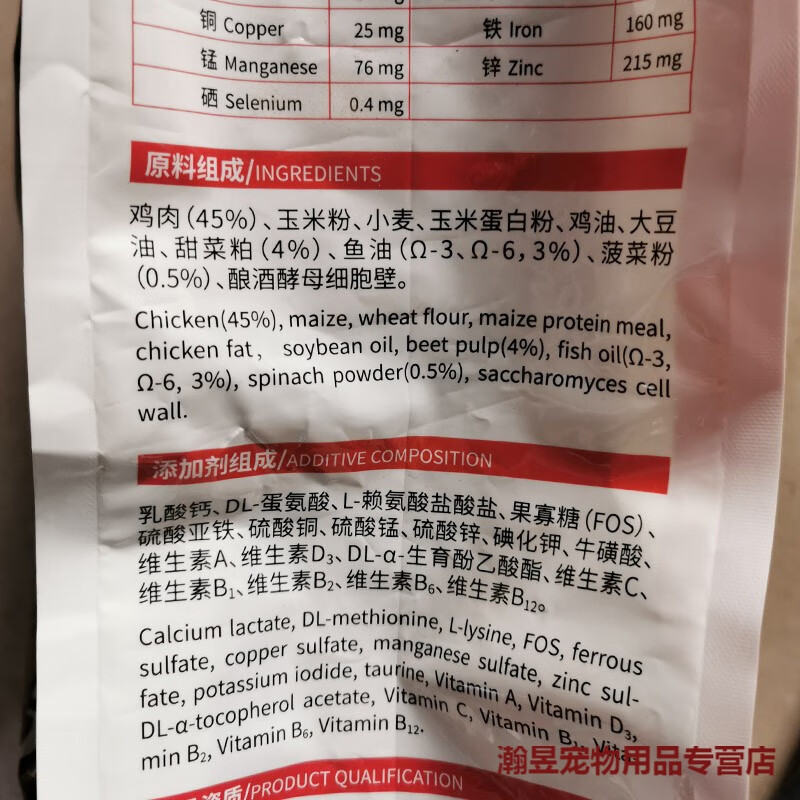 铜 Copper 25 mg 铁 Iron 160 mg
锰 Manganese 76 mg 锌 Zinc 215 mg
硒 Selenium 0.4 mg
原料组成/INGREDIENTS
鸡肉(45%)、玉米粉、小麦、玉米蛋白粉、鸡油、大豆
油、甜菜粕(4%)、鱼油(Ω-3、Ω-6,3%)、菠菜粉
(0.5%)、酿酒酵母细胞壁。
Chicken(45%), maize, wheat flour, maize protein meal,
chicken fat、 soybean oil, beet pulp(4%), fish oil(Ω-3,
Ω-6, 3%), spinach powder(0.5%), saccharomyces cell
wall.
添加剂组成/ADDITIVE COMPOSITION
乳酸钙、DL-蛋氨酸、L-赖氨酸盐酸盐、果寡糖(FOS)、
硫酸亚铁、硫酸铜、硫酸锰、硫酸锌、碘化钾、牛磺酸、
维生素A、维生素D₃、DL-α-生育酚乙酸酯、维生素C、
维生素B₁、维生素B₂、维生素B₆、维生素B₁₂。
Calcium lactate, DL-methionine, L-lysine, FOS, ferrous
sulfate, copper sulfate, manganese sulfate, zinc sul-
fate, potassium iodide, taurine, Vitamin A, Vitamin D₃,
DL-α-tocopherol acetate, Vitamin C, Vitamin B₁, Vita-
min B₂, Vitamin B₆, Vitamin B₁₂.
瀚昱宠物用品专营店
资质/PRODUCT QUALIFICATION